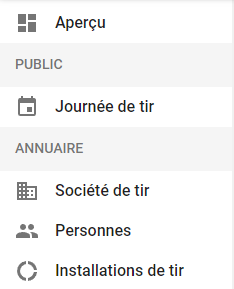 Aperçu
PUBLIC
Journée de tir
ANNUAIRE
Société de tir
Personnes
Installations de tir